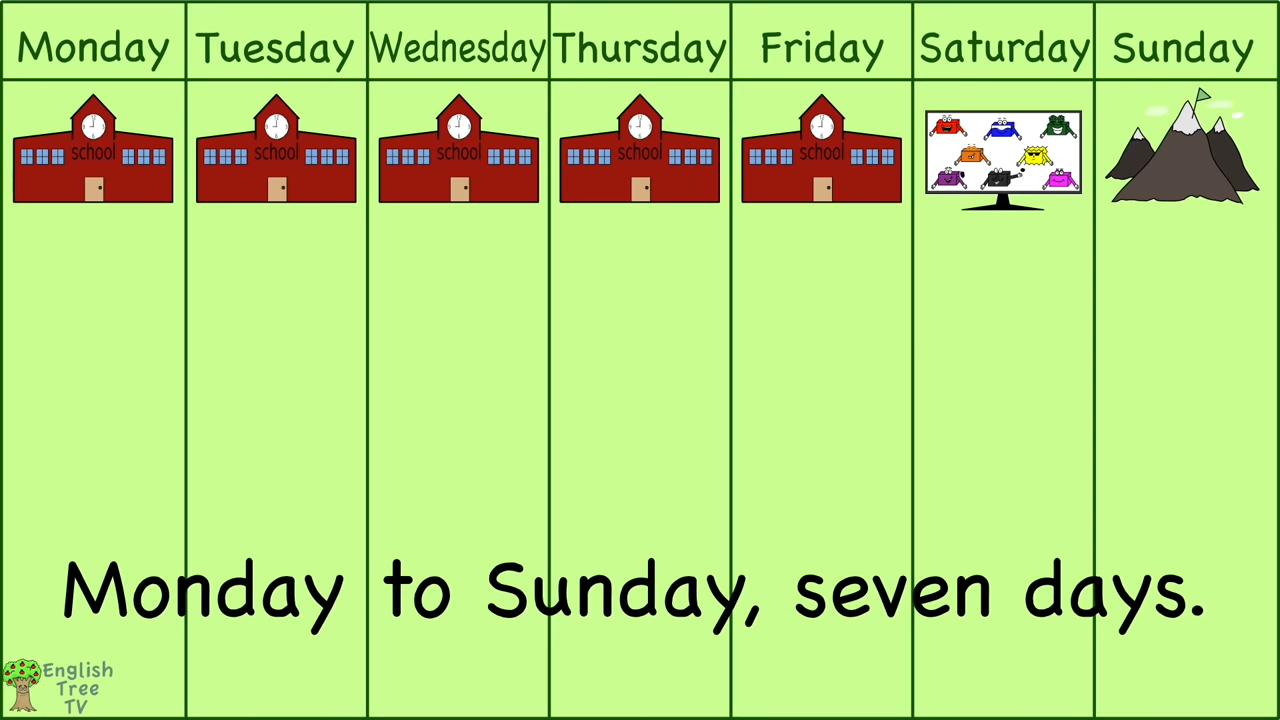 Monday Tuesday Wednesday Thursday Friday Saturday Sunday
school school school school school
Monday to Sunday, seven days.
English
Tree
TV